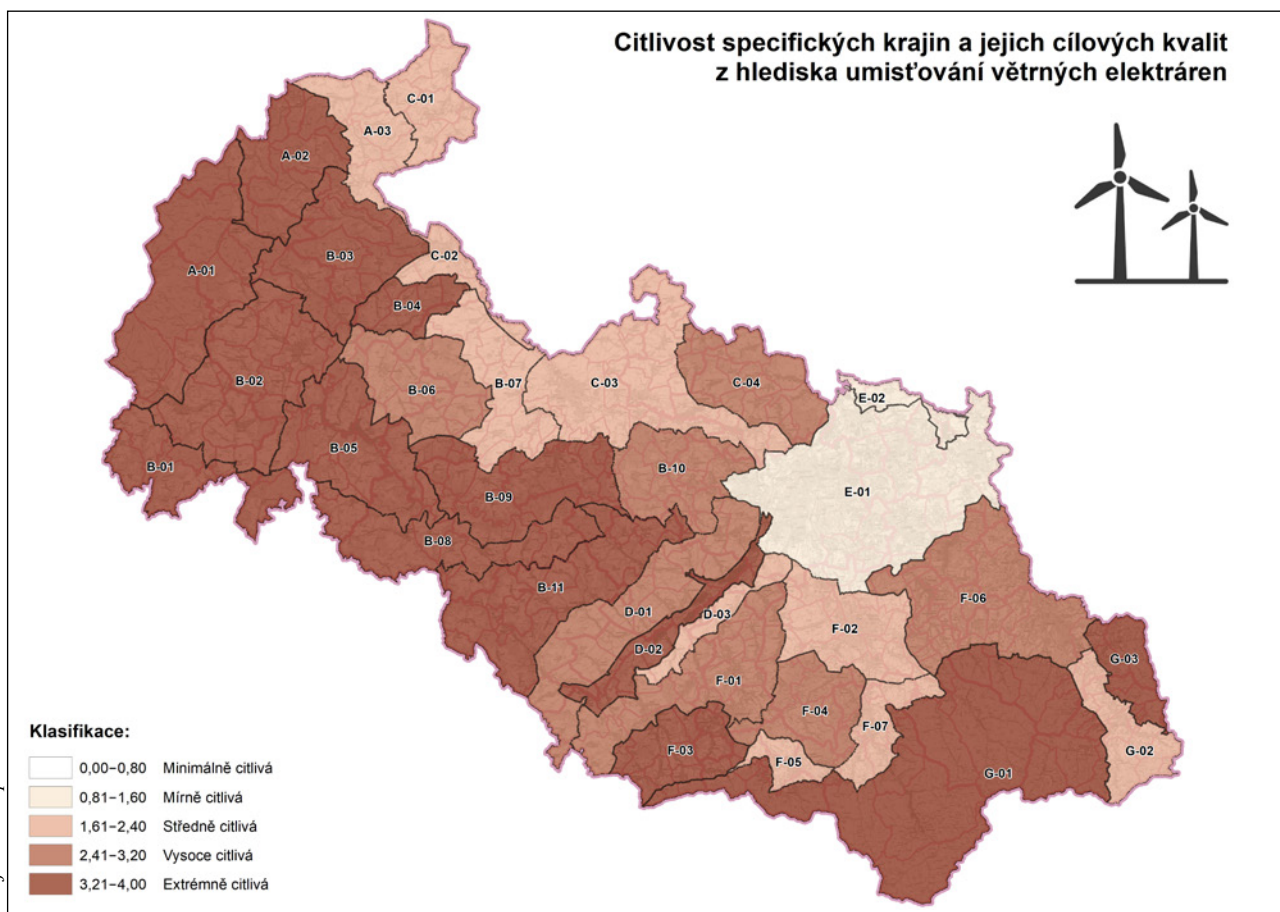 Citlivost specifických krajin a jejich cílových kvalit
z hlediska umisťování větrných elektráren
C-01
A-03
A-02
B-03
C-02
A-01
B-04
B-02
B-06
B-07
C-03
C-04
E-02
B-05
B-01
B-10
B-09
E-01
B-08
B-11
D-01
D-03
D-02
F-02
F-06
G-03
F-01
F-04
F-07
F-03
F-05
G-01
G-02
Klasifikace:
0,00–0,80 Minimálně citlivá
0,81–1,60 Mírně citlivá
1,61–2,40 Středně citlivá
2,41–3,20 Vysoce citlivá
3,21–4,00 Extrémně citlivá